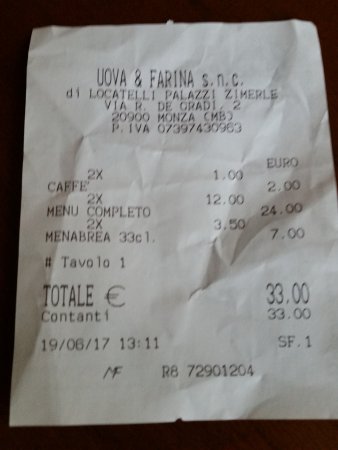 UOVA & FARINA s.n.c.
di LOCATELLI PALAZZI ZIMERLE
VIA R. DE GRADI, 2
20900 MONZA (MB)
P.IVA 07397430963
EURO
2X 1.00
CAFFE' 2.00
2X 12.00
MENU COMPLETO 24.00
2X 3.50
MENABREA 33cl. 7.00
# Tavolo 1
TOTALE € 33.00
Contanti 33.00
19/06/17 13:11 SF.1
MF R8 72901204